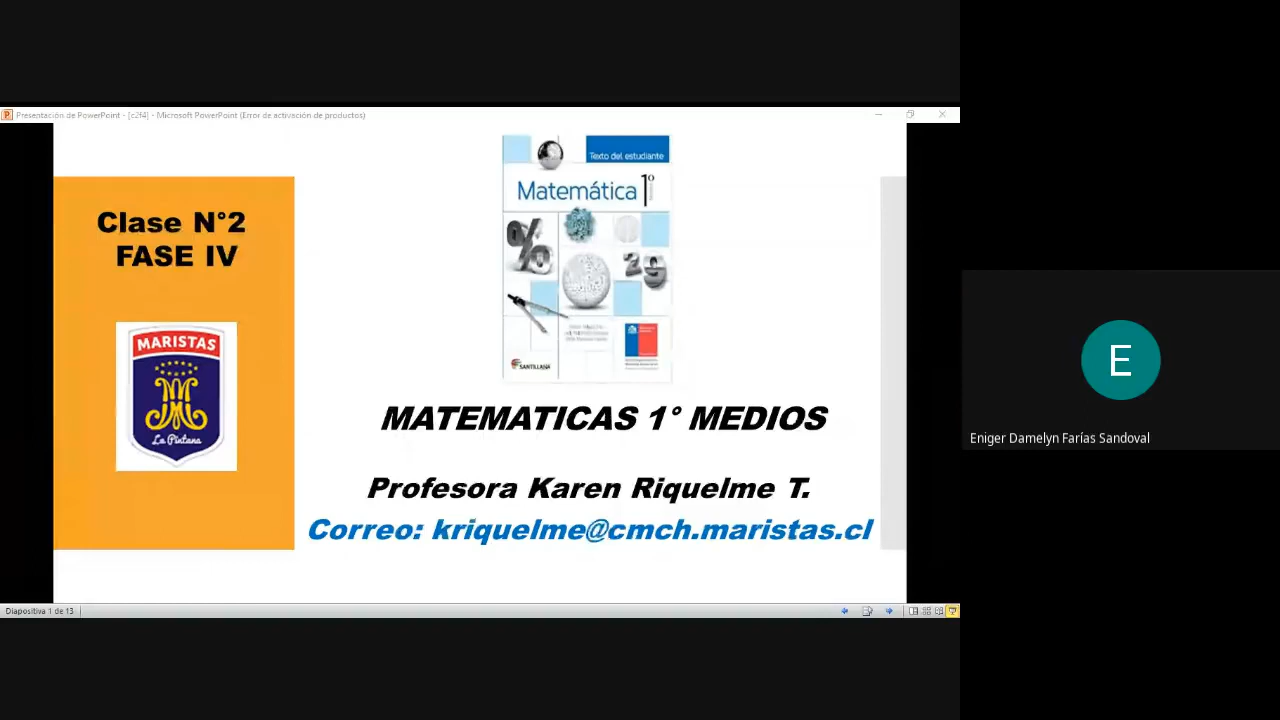 Presentación de PowerPoint - [c2f4] - Microsoft PowerPoint (Error de activación de productos)
Texto del estudiante
Matemática 1°
%
29
SANTILLANA
Clase N°2
FASE IV
MARISTAS
La Pintana
MATEMATICAS 1° MEDIOS
Profesora Karen Riquelme T.
Correo: kriquelme@cmch.maristas.cl
Diapositiva 1 de 13
E
Eniger Damelyn Farías Sandoval